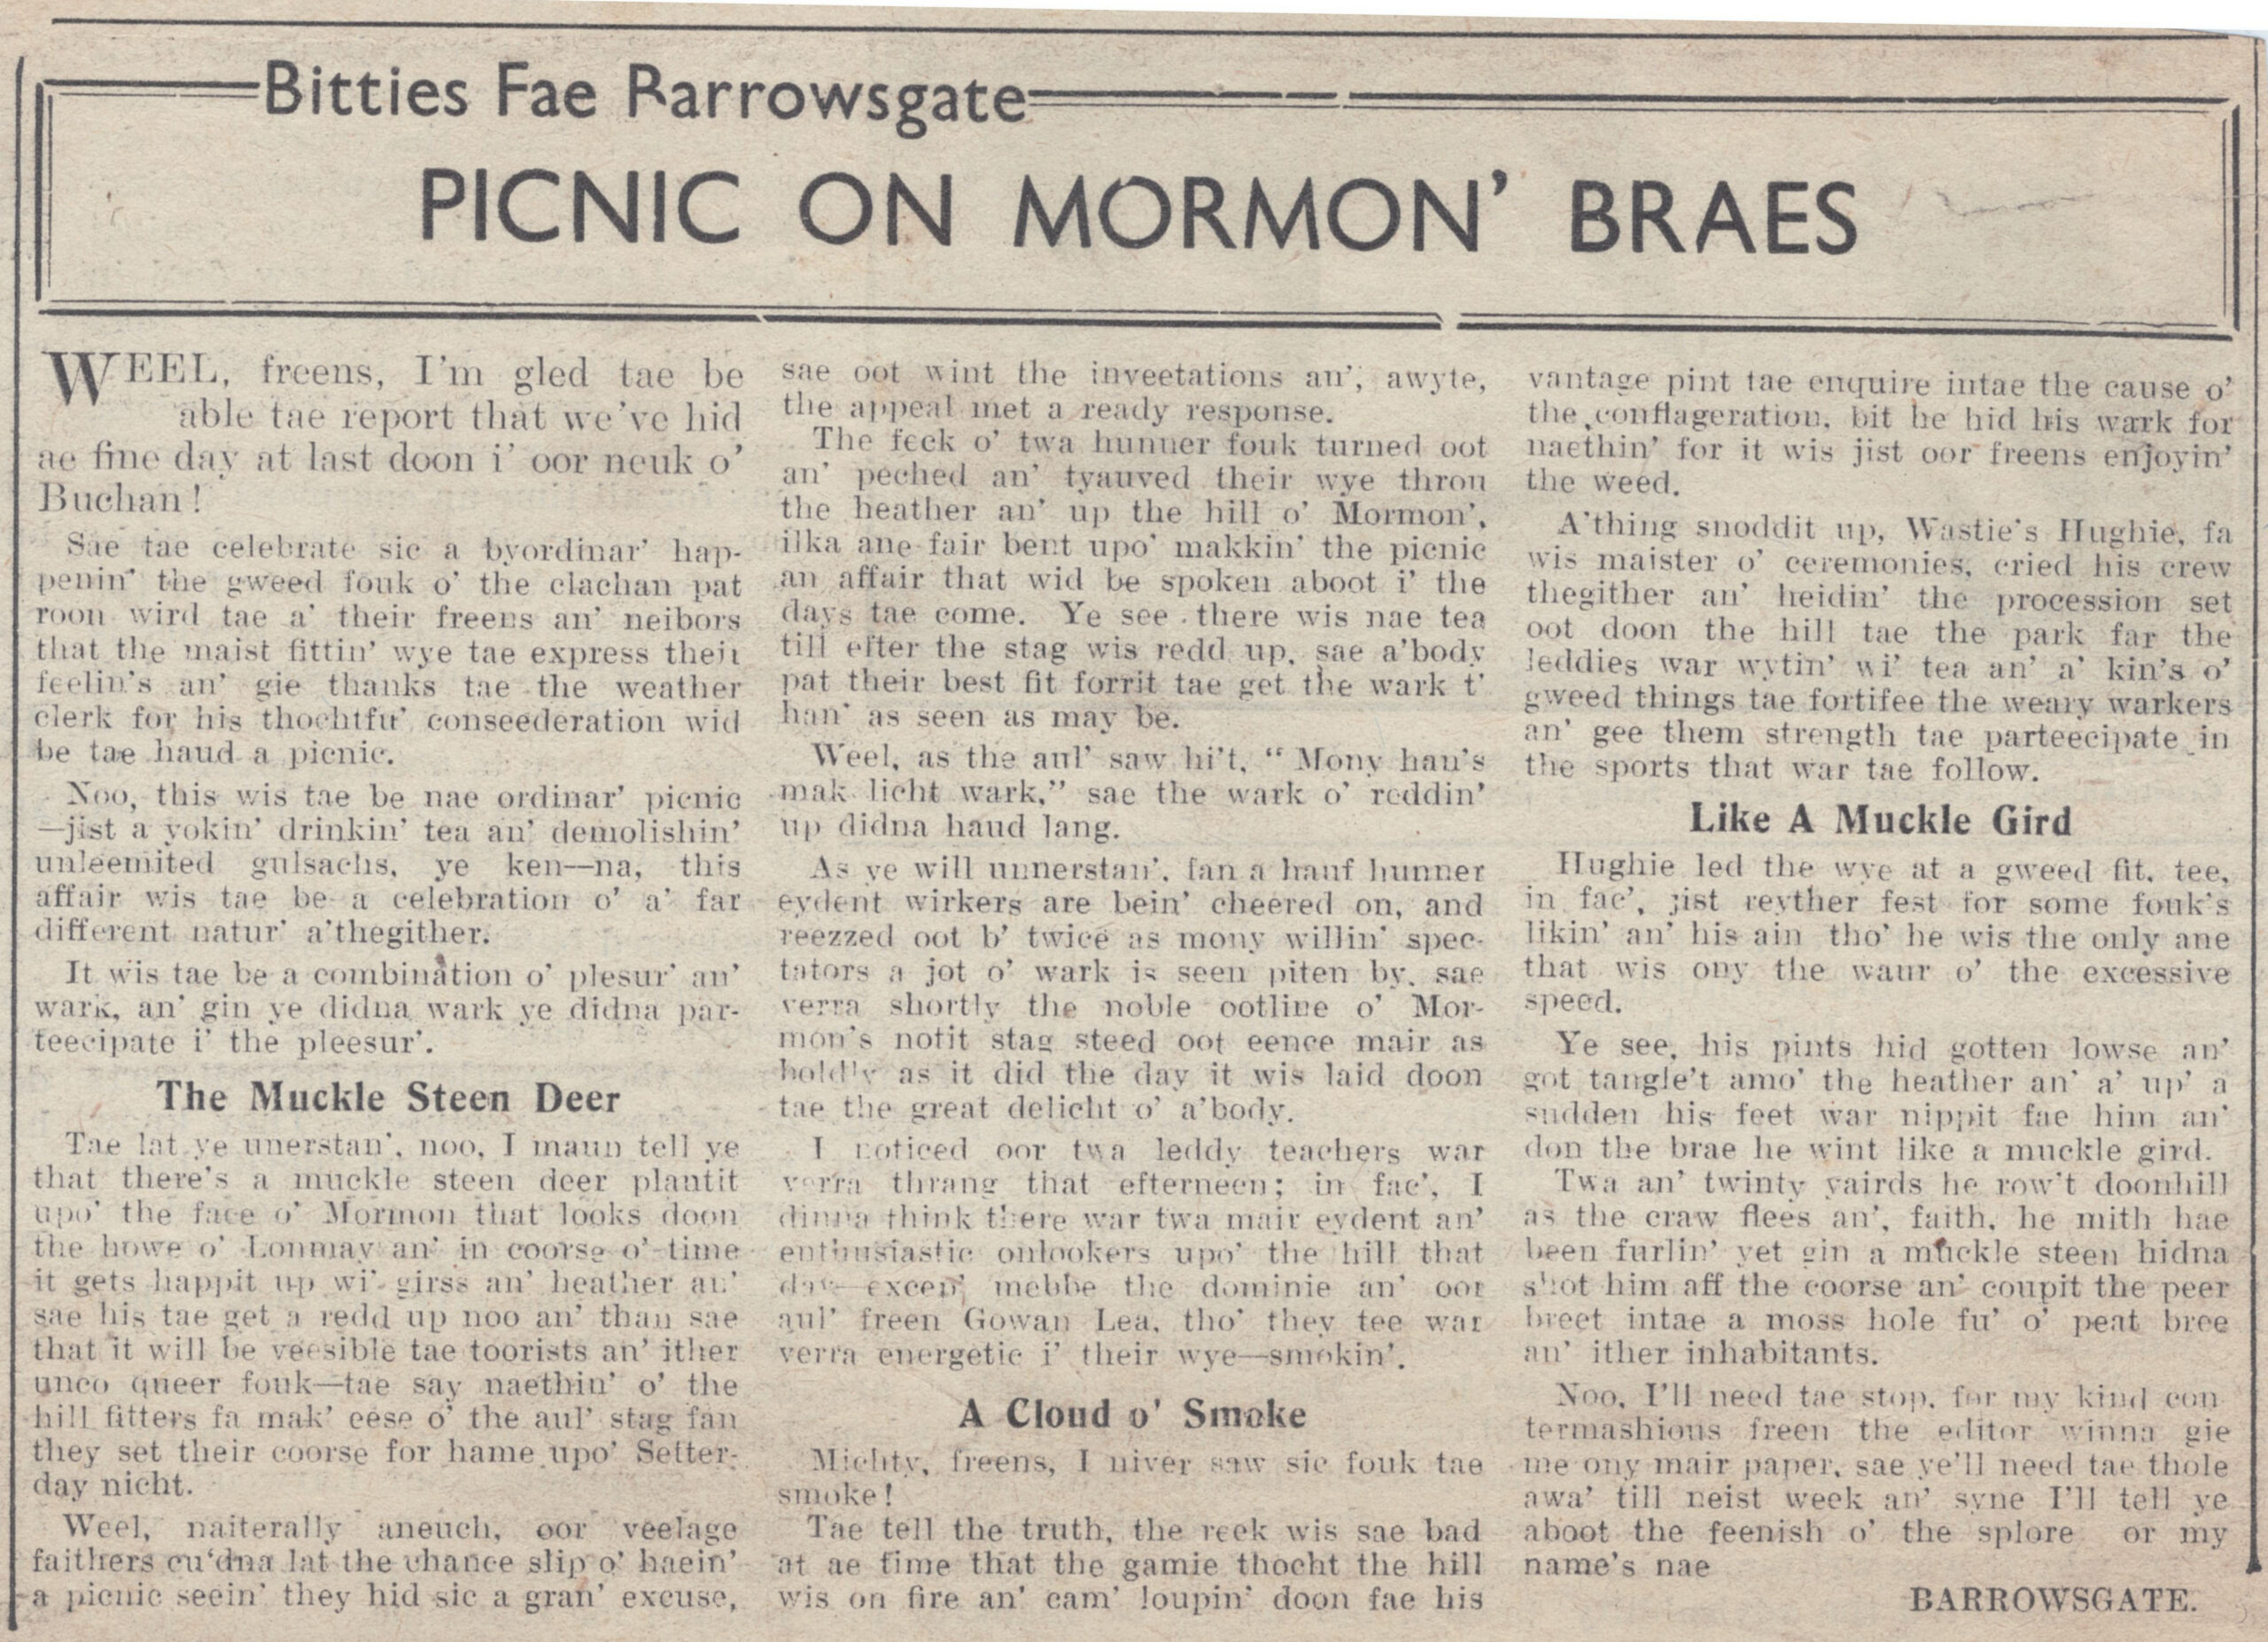 Bitties Fae Barrowsgate
PICNIC ON MORMON' BRAES
WEEL, freens, I'm gled tae be
able tae report that we've hid
ae fine day at last doon i' oor neuk o'
Buchan!
Sae tae celebrate sic a byordinar' hap-
penin' the gweed fouk o' the clachan pat
roon wird tae a' their freens an' neibors
that the maist fittin' wye tae express their
feelin's an' gie thanks tae the weather
clerk for his thochtfu' conseederation wid
be tae haud a picnic.
Noo, this wis tae be nae ordinar' picnic
—jist a yokin' drinkin' tea an' demolishin'
unleemited gulsachs, ye ken—na, this
affair wis tae be a celebration o' a' far
different natur' a'thegither.
It wis tae be a combination o' plesur' an'
wark, an' gin ye didna wark ye didna par-
teecipate i' the pleesur'.
The Muckle Steen Deer
Tae lat ye unerstan', noo, I maun tell ye
that there's a muckle steen deer plantit
upo' the face o' Mormon that looks doon
the howe o' Lonmay an' in coorse o' time
it gets happit up wi' girss an' heather an'
sae his tae get a redd up noo an' than sae
that it will be veesible tae toorists an' ither
unco queer fouk—tae say naethin' o' the
hill fitters fa mak' eese o' the aul' stag fan
they set their coorse for hame upo' Setter-
day nicht.
Weel, naiterally aneuch, oor veelage
faithers cu'dna lat the chance slip o' haein'
a picnic seein' they hid sic a gran' excuse,
sae oot wint the inveetations an', awyte,
the appeal met a ready response.
The feck o' twa hunner fouk turned oot
an' peched an' tyauved their wye throu
the heather an' up the hill o' Mormon',
ilka ane fair bent upo' makkin' the picnic
an affair that wid be spoken aboot i' the
days tae come. Ye see there wis nae tea
till efter the stag wis redd up, sae a'body
pat their best fit forrit tae get the wark t'
han' as seen as may be.
Weel, as the aul' saw hi't, "Mony han's
mak licht wark," sae the wark o' reddin'
up didna haud lang.
As ye will unnerstan', fan a hauf hunner
eydent wirkers are bein' cheered on, and
reezzed oot b' twice as mony willin' spec-
tators a jot o' wark is seen piten by, sae
verra shortly the noble ootline o' Mor-
mon's notit stag steed oot eence mair as
boldly as it did the day it wis laid doon
tae the great delicht o' a'body.
I noticed oor twa leddy teachers war
verra thrang that efterneen; in fac', I
dinna think there war twa mair eydent an'
enthusiastic onlookers upo' the hill that
day—excep' mebbe the dominie an' oor
aul' freen Gowan Lea, tho' they tee war
verra energetic i' their wye—smokin'.
A Cloud o' Smoke
Michty, freens, I niver saw sic fouk tae
smoke!
Tae tell the truth, the reek wis sae bad
at ae time that the gamie thocht the hill
wis on fire an' cam' loupin' doon fae his
vantage pint tae enquire intae the cause o'
the conflageration, bit he hid his wark for
naethin' for it wis jist oor freens enjoyin'
the weed.
A'thing snoddit up, Wastie's Hughie, fa
wis maister o' ceremonies, cried his crew
thegither an' heidin' the procession set
oot doon the hill tae the park far the
leddies war wytin' wi' tea an' a' kin's o'
gweed things tae fortifee the weary warkers
an' gee them strength tae parteecipate in
the sports that war tae follow.
Like A Muckle Gird
Hughie led the wye at a gweed fit, tee,
in fac', jist reyther fest for some fouk's
likin' an' his ain tho' he wis the only ane
that wis ony the waur o' the excessive
speed.
Ye see, his pints hid gotten lowse an'
got tangle't amo' the heather an' a' up' a
sudden his feet war nippit fae him an'
don the brae he wint like a muckle gird.
Twa an' twinty yairds he row't doonhill
as the craw flees an', faith, he mith hae
been furlin' yet gin a muckle steen hidna
shot him aff the coorse an' coupit the peer
breet intae a moss hole fu' o' peat bree
an' ither inhabitants.
Noo, I'll need tae stop, for my kind con
termashious freen the editor winna gie
me ony mair paper, sae ye'll need tae thole
awa' till neist week an' syne I'll tell ye
aboot the feenish o' the splore or my
name's nae
BARROWSGATE.